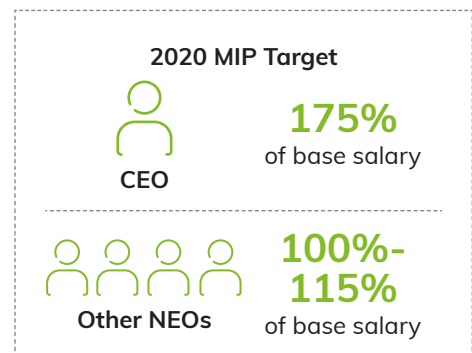 2020 MIP Target
175%
of base salary
CEO
100%-
115%
of base salary
Other NEOs